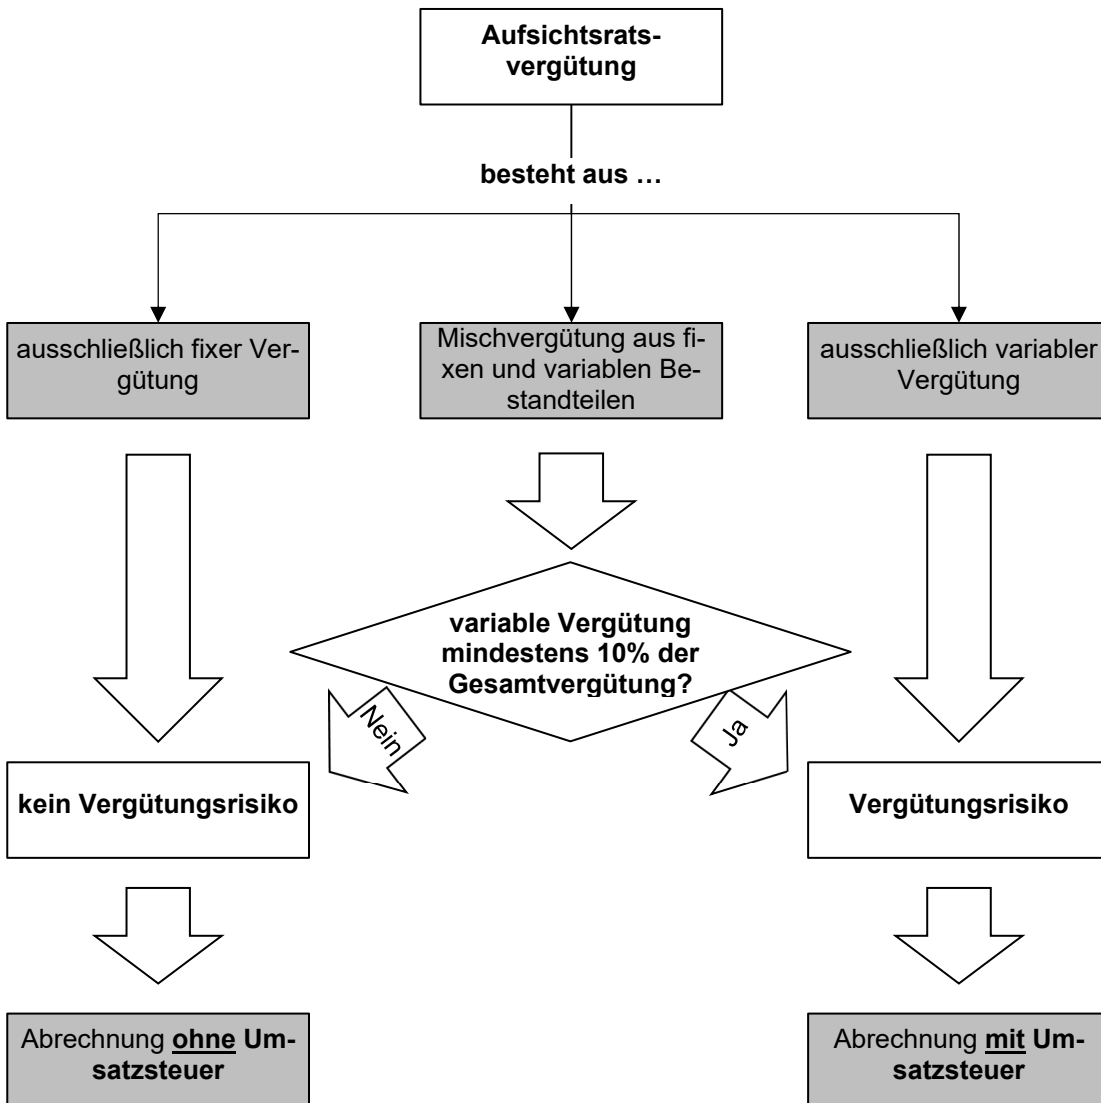 Aufsichtsrats-
vergütung
besteht aus …
ausschließlich fixer Ver-
gütung
Mischvergütung aus fi-
xen und variablen Be-
standteilen
ausschließlich variabler
Vergütung
variable Vergütung
mindestens 10% der
Gesamtvergütung?
Nein
Ja
kein Vergütungsrisiko
Vergütungsrisiko
Abrechnung ohne Um-
satzsteuer
Abrechnung mit Um-
satzsteuer